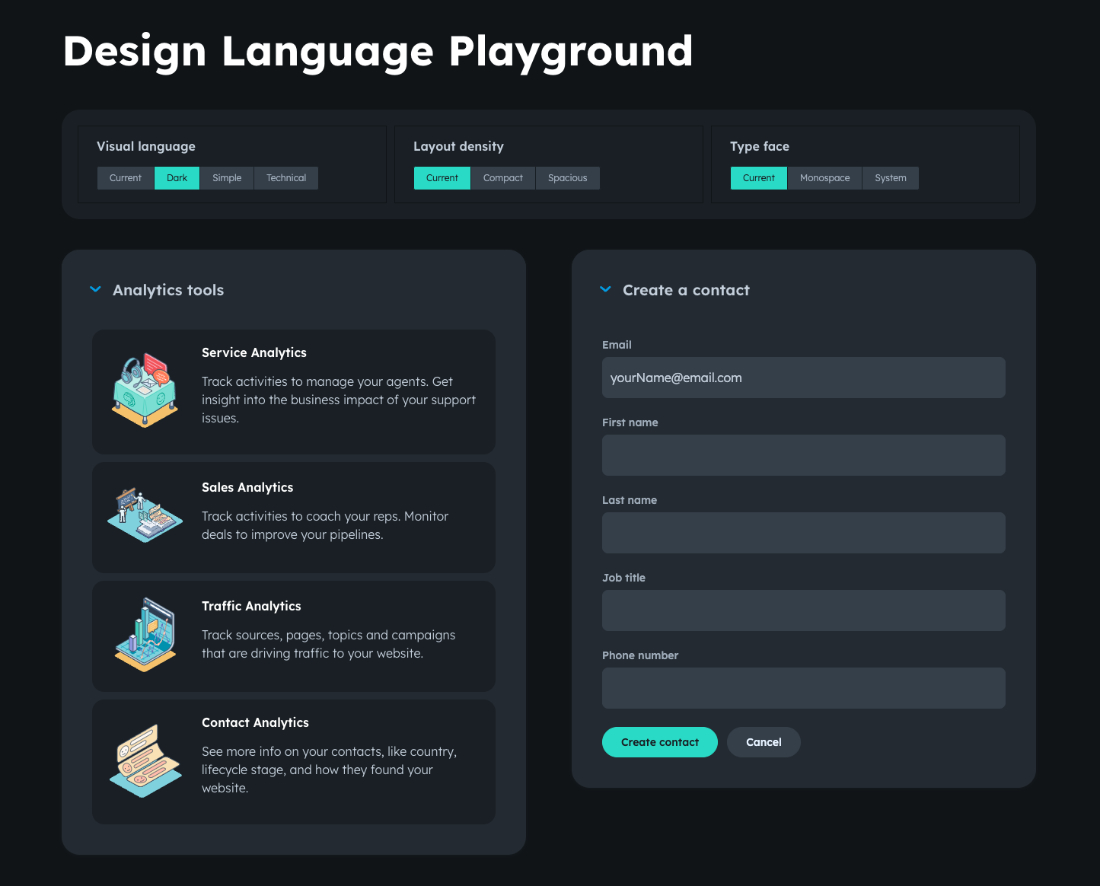 Design Language Playground
Visual language
Current Dark Simple Technical
Layout density
Current Compact Spacious
Type face
Current Monospace System
Analytics tools
Service Analytics
Track activities to manage your agents. Get
insight into the business impact of your support
issues.
Sales Analytics
Track activities to coach your reps. Monitor
deals to improve your pipelines.
Traffic Analytics
Track sources, pages, topics and campaigns
that are driving traffic to your website.
Contact Analytics
See more info on your contacts, like country,
lifecycle stage, and how they found your
website.
Create a contact
Email
yourName@email.com
First name
Last name
Job title
Phone number
Create contact Cancel